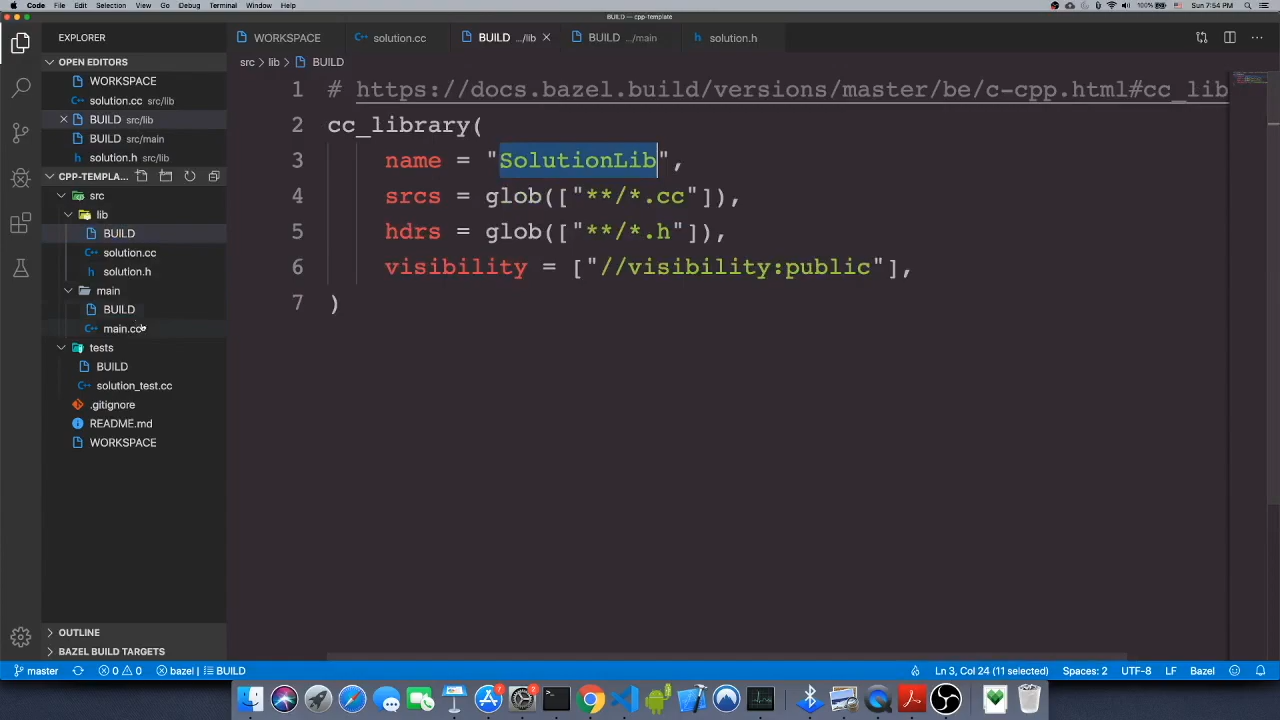 Code File Edit Selection View Go Debug Terminal Window Help 100% Sun 7:54 PM
BUILD — cpp-template
EXPLORER
WORKSPACE solution.cc BUILD .../lib BUILD .../main solution.h
OPEN EDITORS
WORKSPACE
solution.cc src/lib
BUILD src/lib
BUILD src/main
solution.h src/lib
CPP-TEMPLA...
src
lib
BUILD
solution.cc
solution.h
main
BUILD
main.cc
tests
BUILD
solution_test.cc
.gitignore
README.md
WORKSPACE
OUTLINE
BAZEL BUILD TARGETS
src > lib > BUILD
1 # https://docs.bazel.build/versions/master/be/c-cpp.html#cc_lib
2 cc_library(
3 name = "SolutionLib",
4 srcs = glob(["**/*.cc"]),
5 hdrs = glob(["**/*.h"]),
6 visibility = ["//visibility:public"],
7 )
master 0 0 bazel | BUILD Ln 3, Col 24 (11 selected) Spaces: 2 UTF-8 LF Bazel